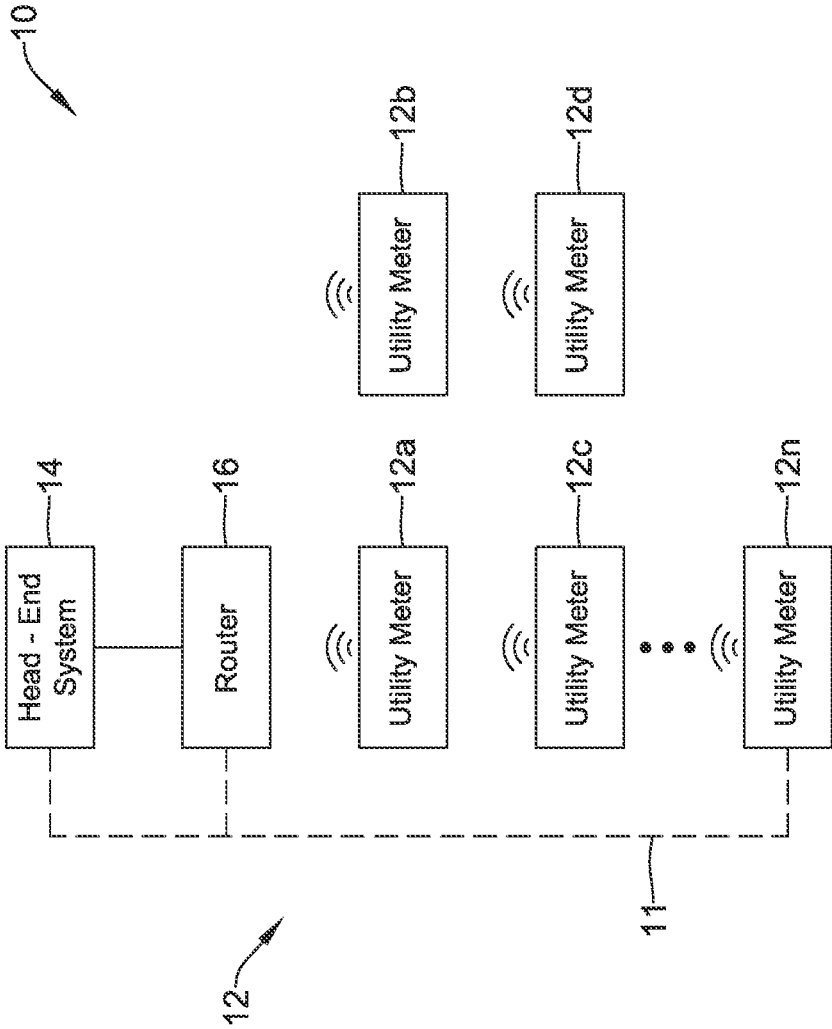 10
Head - End
System
14
Router
16
Utility Meter
12a
Utility Meter
12b
Utility Meter
12c
Utility Meter
12d
Utility Meter
12n
11
12